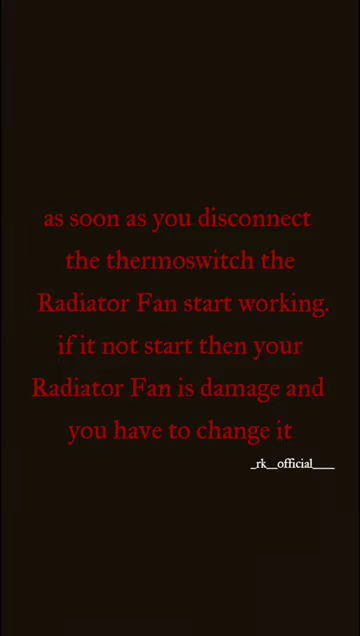 as soon as you disconnect
the thermoswitch the
Radiator Fan start working.
if it not start then your
Radiator Fan is damage and
you have to change it
_rk__official____